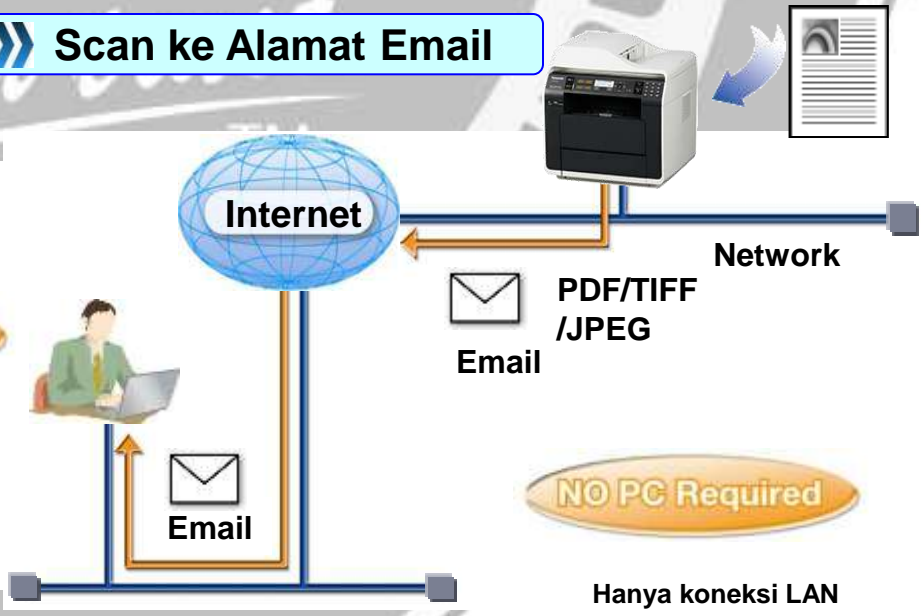 Scan ke Alamat Email
Internet
Network
PDF/TIFF
/JPEG
Email
Email
NO PC Required
Hanya koneksi LAN